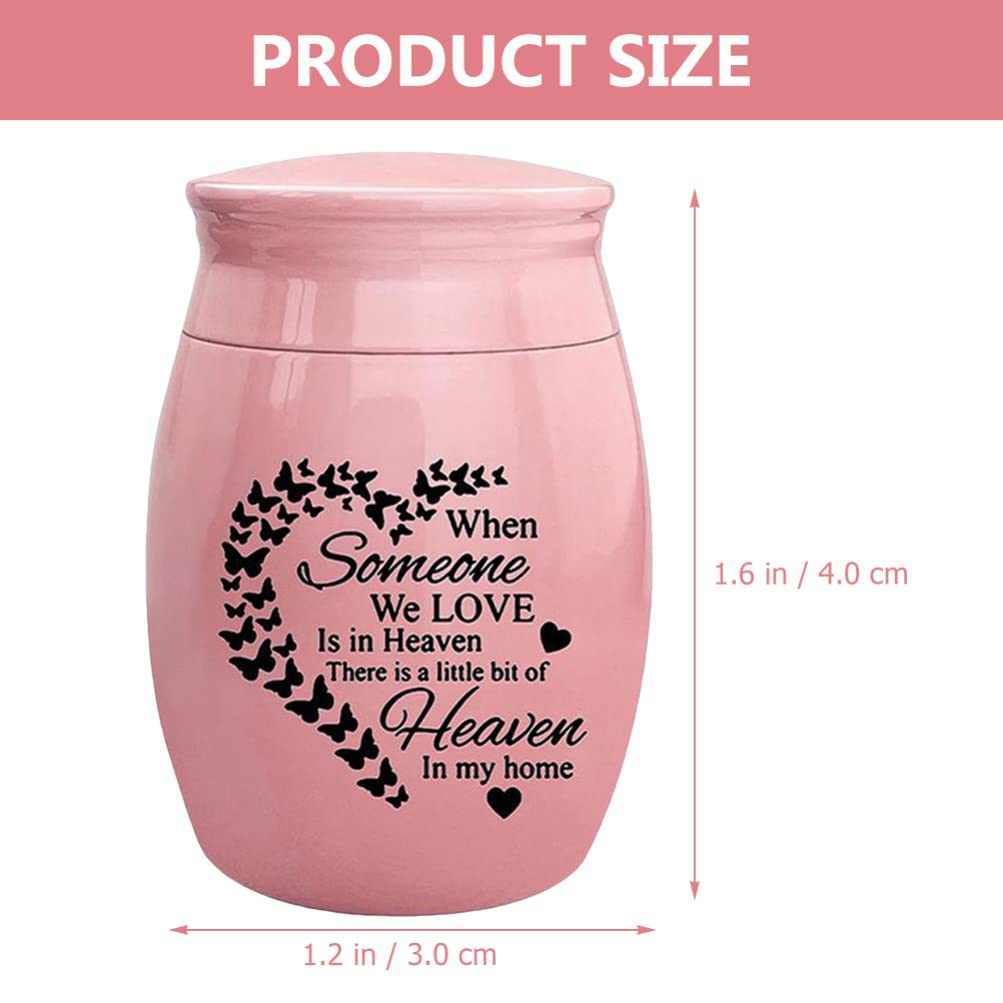 PRODUCT SIZE
When
Someone
We LOVE
Is in Heaven
There is a little bit of
Heaven
In my home
1.6 in / 4.0 cm
1.2 in / 3.0 cm